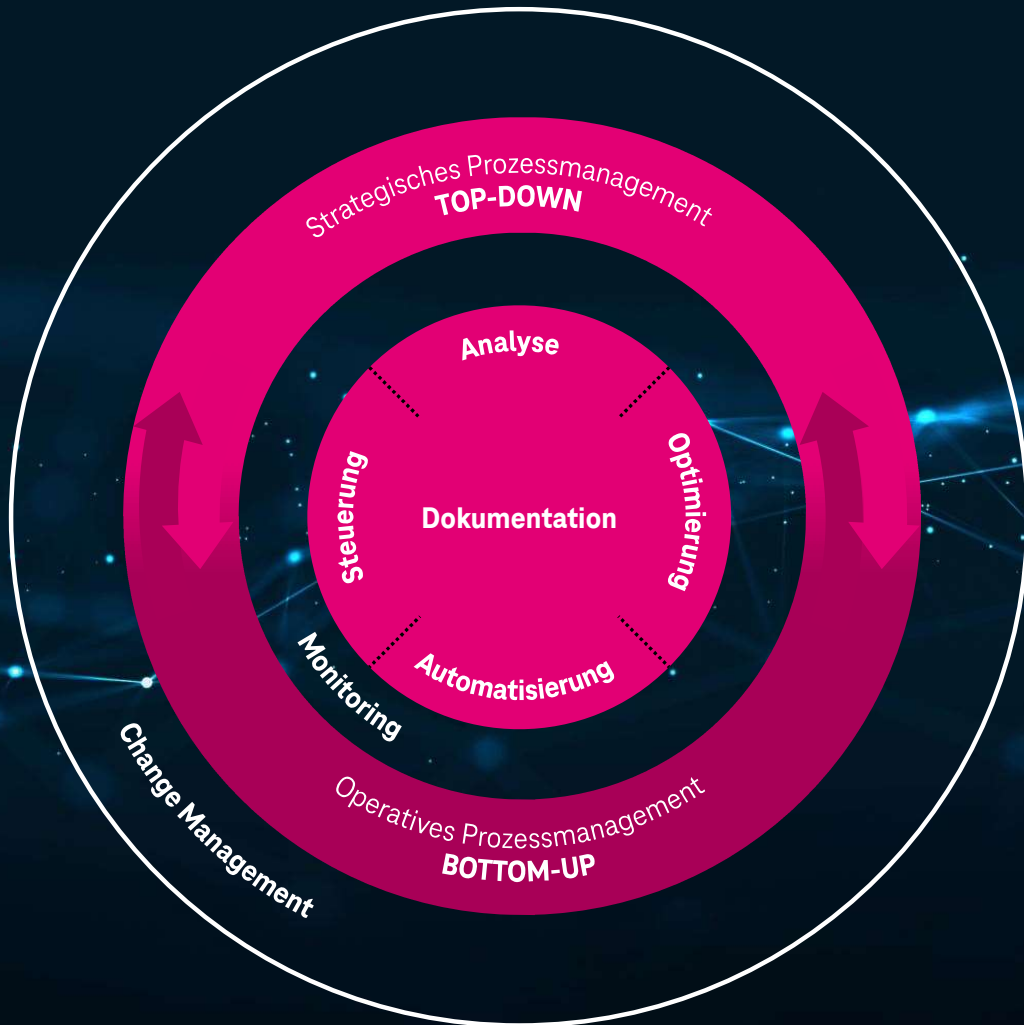 Strategisches Prozessmanagement
TOP-DOWN
Analyse
Steuerung
Dokumentation
Optimierung
Automatisierung
Monitoring
Change Management
Operatives Prozessmanagement
BOTTOM-UP